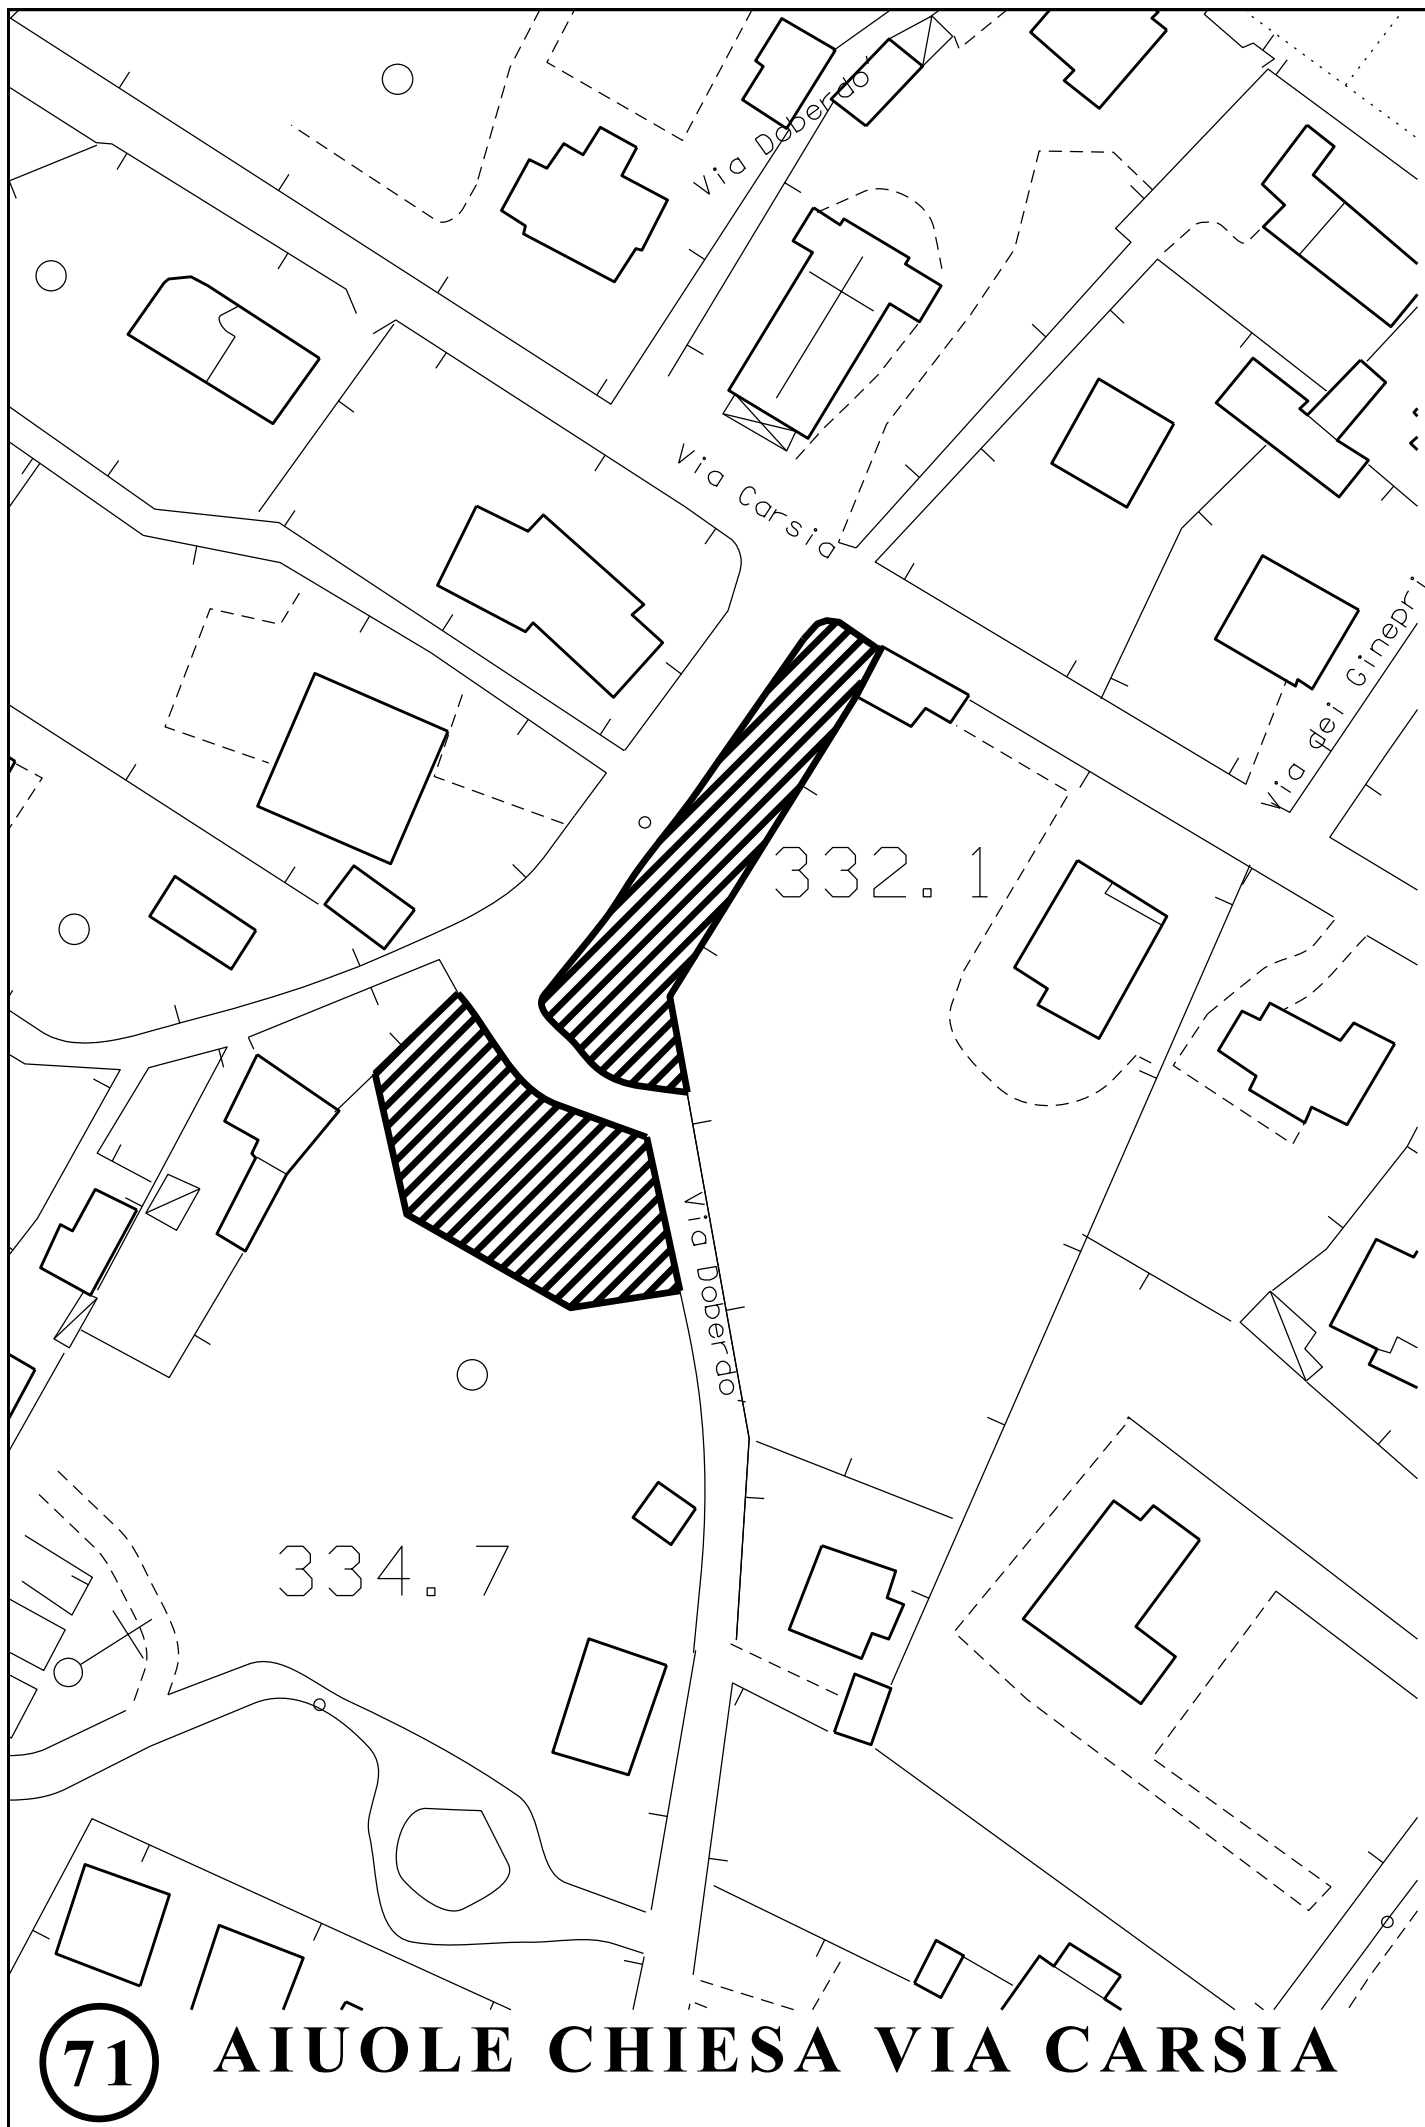 Via Doberdo'
Via Carsia
Via dei Ginepri
332.1
Via Doberdo'
334.7
71 AIUOLE CHIESA VIA CARSIA